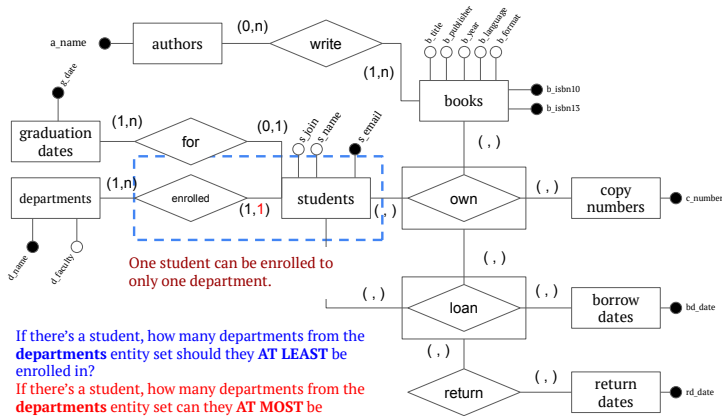 b_title
b_publisher
b_year
b_language
b_format
a_name
authors
(0,n)
write
(1,n)
books
b_isbn10
b_isbn13
g_date
graduation
dates
(1,n)
for
(0,1)
s_join
s_name
s_email
( , )
departments
(1,n)
enrolled
(1,1)
students
( , )
own
( , )
copy
numbers
c_number
d_name
d_faculty
One student can be enrolled to
only one department.
( , )
( , )
loan
( , )
borrow
dates
bd_date
If there's a student, how many departments from the
departments entity set should they AT LEAST be
enrolled in?
If there's a student, how many departments from the
departments entity set can they AT MOST be
( , )
return
( , )
return
dates
rd_date